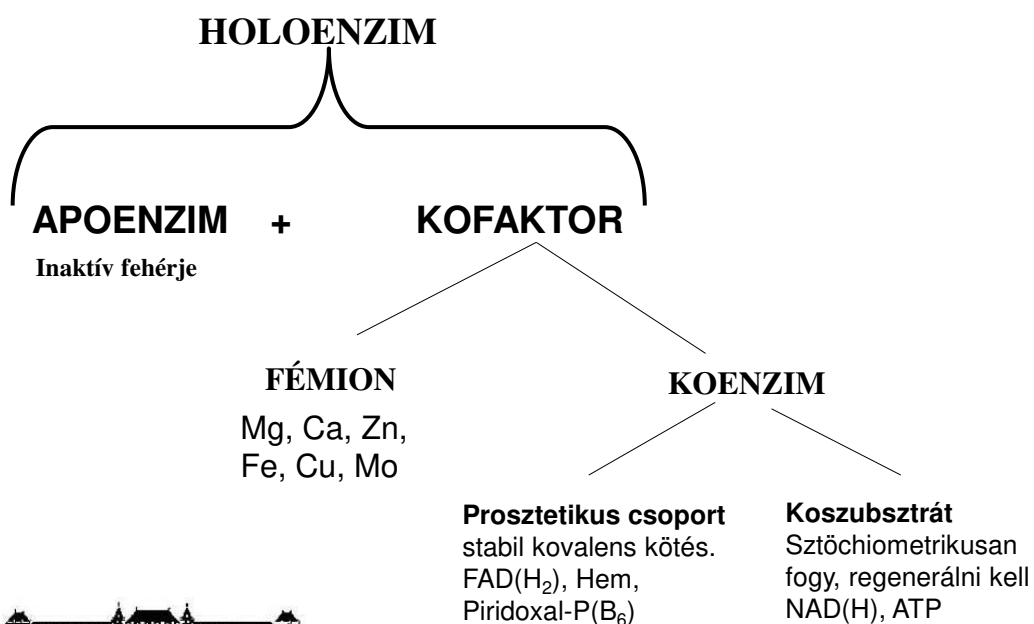 HOLOENZIM
APOENZIM + KOFAKTOR
Inaktív fehérje
FÉMION
Mg, Ca, Zn,
Fe, Cu, Mo
KOENZIM
Prosztetikus csoport
stabil kovalens kötés.
FAD(H₂), Hem,
Piridoxal-P(B₆)
Koszubsztrát
Sztöchiometrikusan
fogy, regenerálni kell
NAD(H), ATP